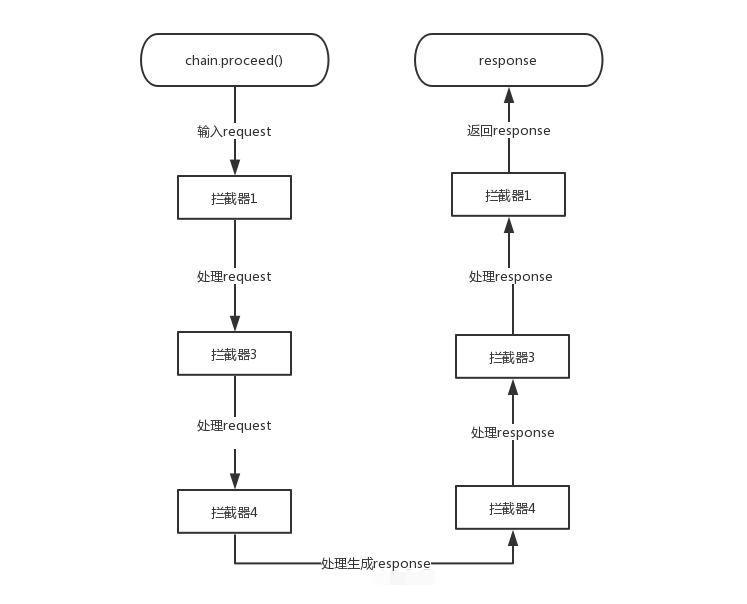 chain.proceed()
输入request
拦截器1
处理request
拦截器3
处理request
拦截器4
处理生成response
拦截器4
处理response
拦截器3
处理response
拦截器1
返回response
response